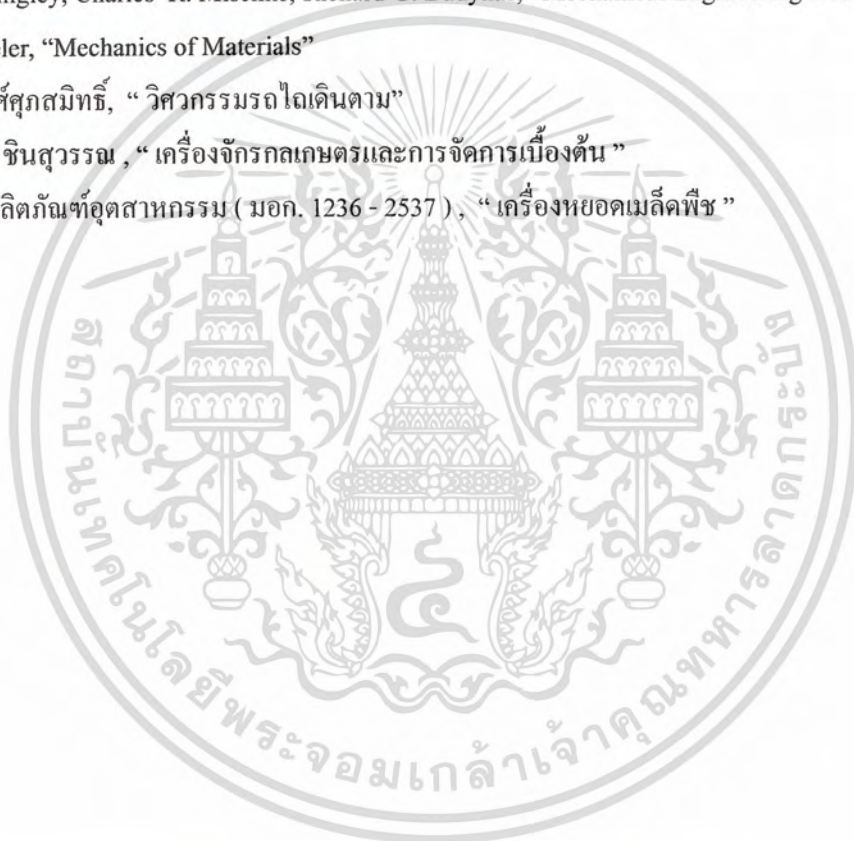 Charles R. Mischke, Richard G. Budynas,
ler, “Mechanics of Materials”
ศ์ศุภสมิทธิ์, “ วิศวกรรมรถไถเดินตาม”
ชินสุวรรณ , “ เครื่องจักรกลเกษตรและการจัดการเบื้องต้น ”
ลิตภัณฑ์อุตสาหกรรม ( มอก. 1236 - 2537 ) , “ เครื่องหยอดเมล็ดพืช ”
สถาบันเทคโนโลยีพระจอมเกล้าเจ้าคุณทหารลาดกระบัง